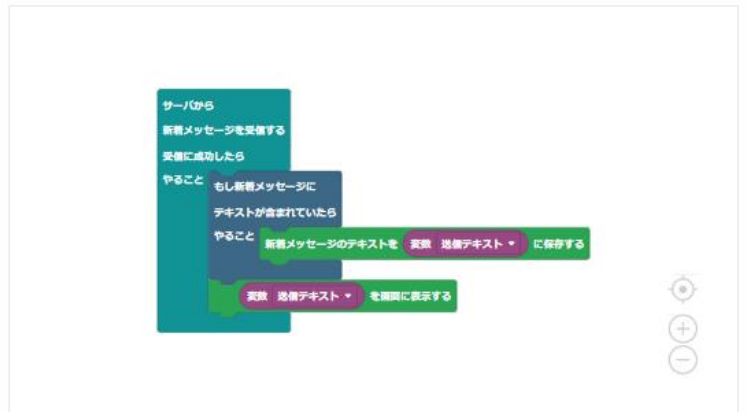 サーバから
新着メッセージを受信する
受信に成功したら
やること
もし新着メッセージに
テキストが含まれていたら
やること
新着メッセージのテキストを 変数 送信テキスト に保存する
変数 送信テキスト を画面に表示する